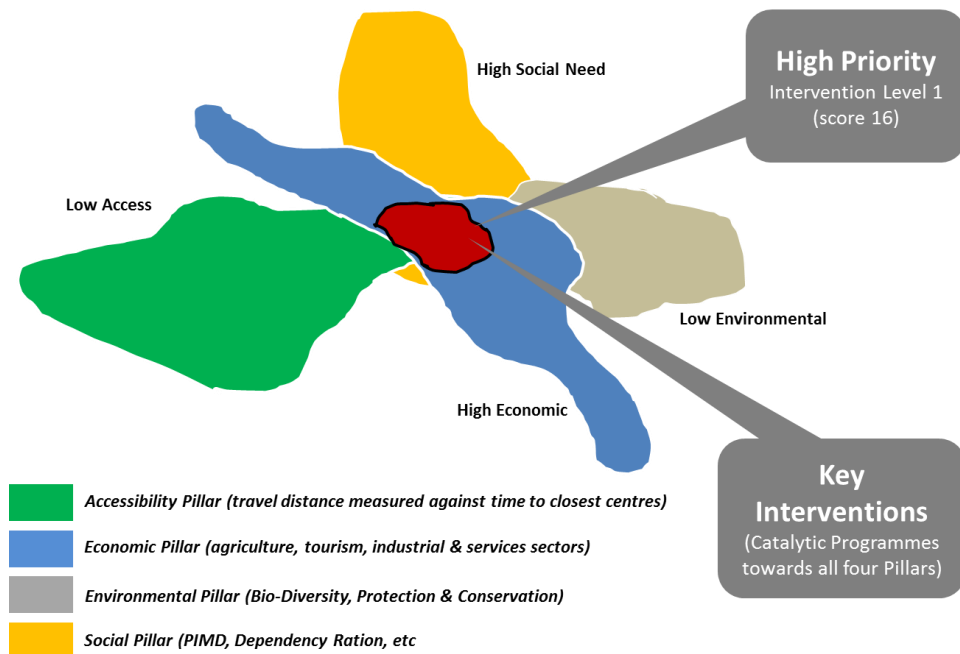 High Social Need
High Priority
Intervention Level 1
(score 16)
Low Access
Low Environmental
High Economic
Key
Interventions
(Catalytic Programmes
towards all four Pillars)
Accessibility Pillar (travel distance measured against time to closest centres)
Economic Pillar (agriculture, tourism, industrial & services sectors)
Environmental Pillar (Bio-Diversity, Protection & Conservation)
Social Pillar (PIMD, Dependency Ration, etc